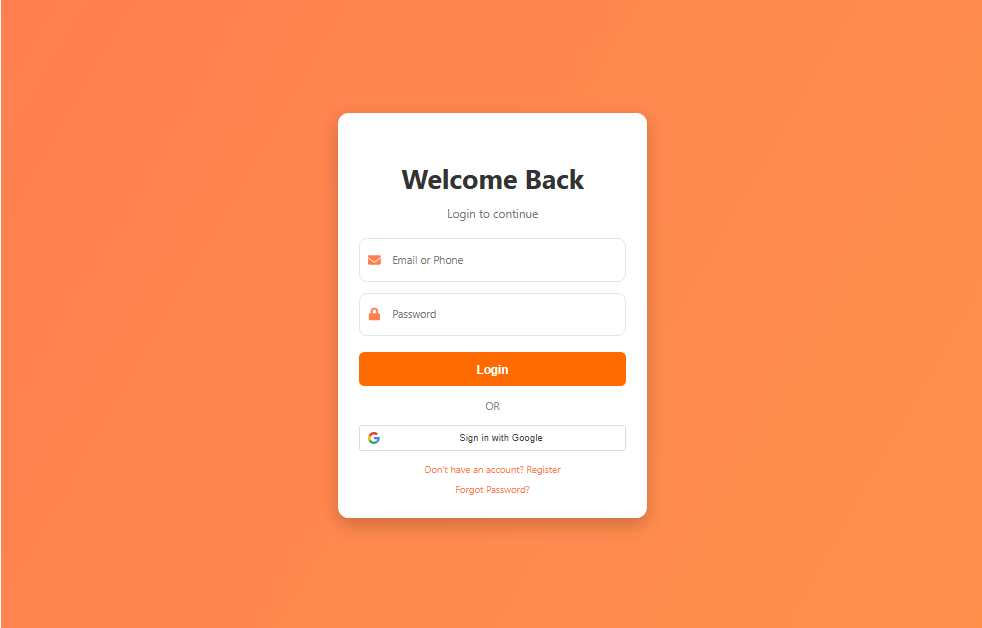 Welcome Back
Login to continue
Email or Phone
Password
Login
OR
Sign in with Google
Don't have an account? Register
Forgot Password?